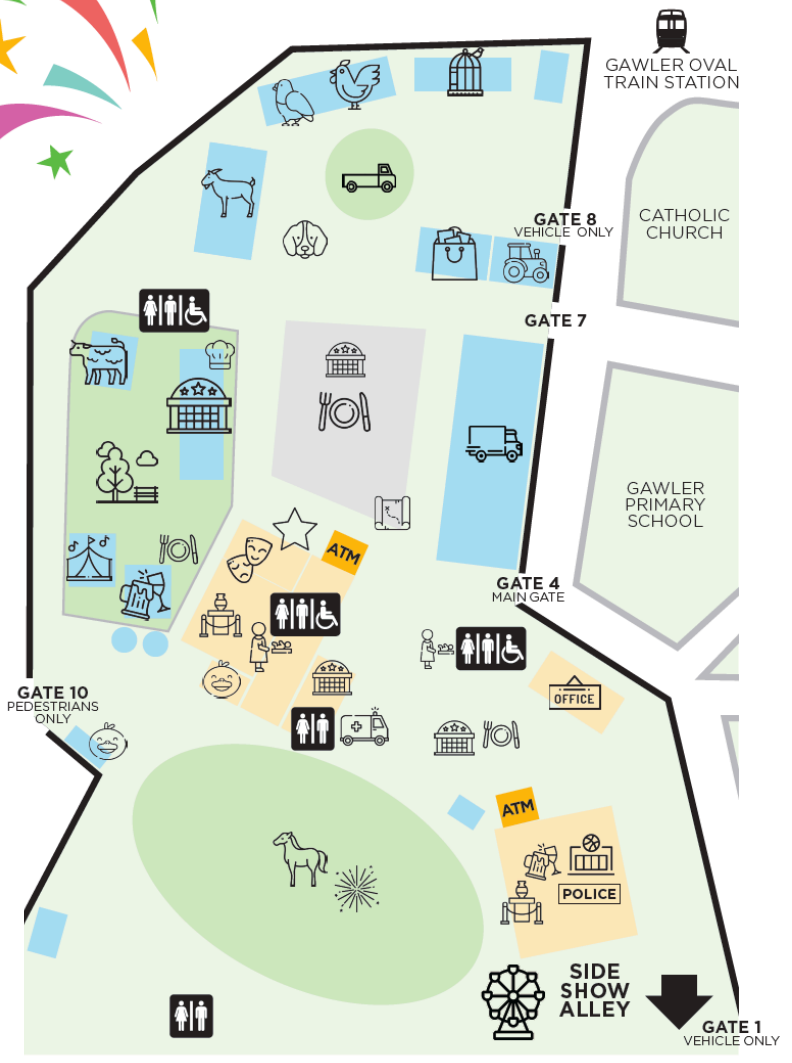 GAWLER OVAL
TRAIN STATION
CATHOLIC
CHURCH
GATE 8
VEHICLE ONLY
GATE 7
GAWLER
PRIMARY
SCHOOL
ATM
GATE 4
MAIN GATE
OFFICE
GATE 10
PEDESTRIANS
ONLY
ATM
POLICE
SIDE
SHOW
ALLEY
GATE 1
VEHICLE ONLY